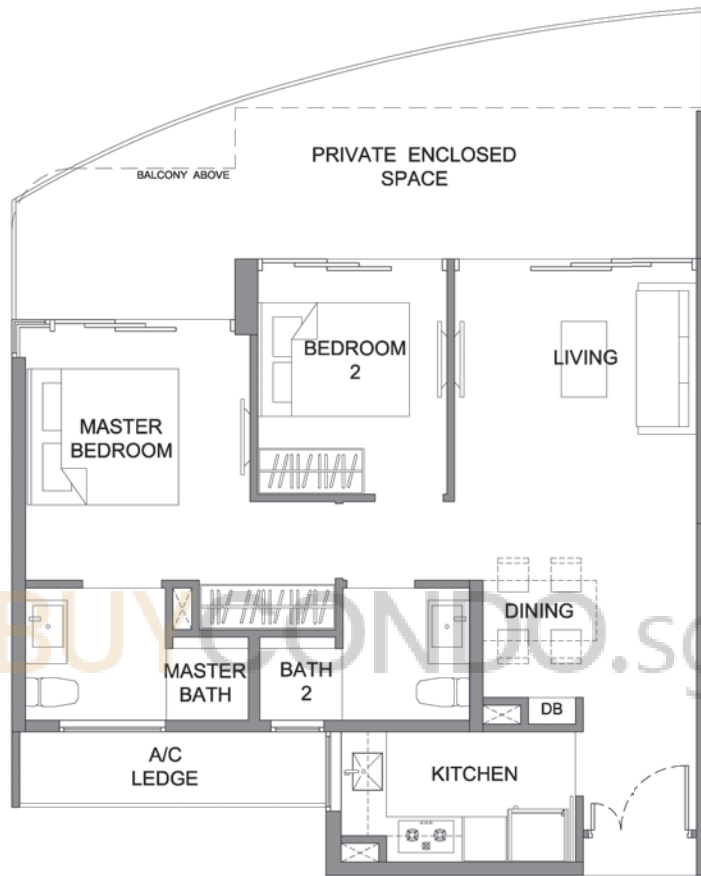 PRIVATE ENCLOSED
SPACE
BALCONY ABOVE
BEDROOM
2
LIVING
MASTER
BEDROOM
DINING
BUYCONDO.sg
MASTER
BATH
BATH
2
DB
A/C
LEDGE
KITCHEN